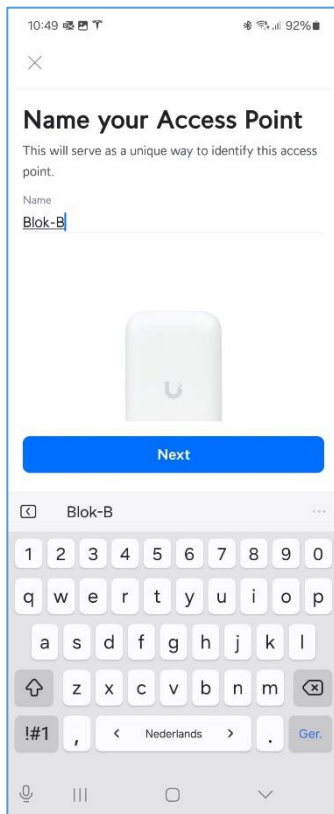 10:49 92%
Name your Access Point
This will serve as a unique way to identify this access
point.
Name
Blok-B
U
Next
Blok-B
1 2 3 4 5 6 7 8 9 0
q w e r t y u i o p
a s d f g h j k l
z x c v b n m
!#1 , < Nederlands > . Ger.